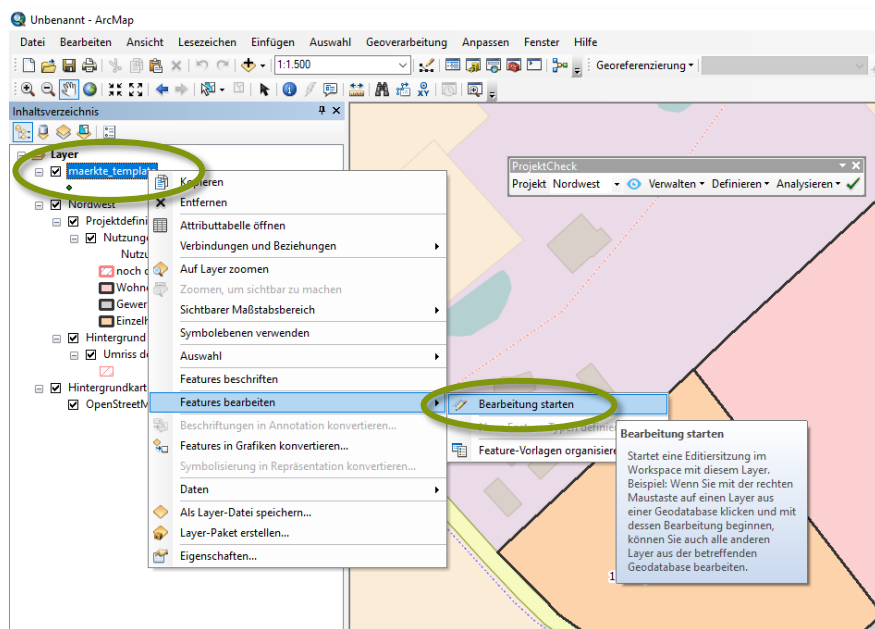 Unbenannt - ArcMap
Datei Bearbeiten Ansicht Lesezeichen Einfügen Auswahl Geoverarbeitung Anpassen Fenster Hilfe
1:1.500
Georeferenzierung
Inhaltsverzeichnis
Layer
maerkte_template
Nordwest
Projektdefini
Nutzung
Nutzu
noch d
Wohn
Gewer
Einzelh
Hintergrund
Umriss d
Hintergrundkart
OpenStreetM
Kopieren
Entfernen
Attributtabelle öffnen
Verbindungen und Beziehungen
Auf Layer zoomen
Zoomen, um sichtbar zu machen
Sichtbarer Maßstabsbereich
Symbolebenen verwenden
Auswahl
Features beschriften
Features bearbeiten
Beschriftungen in Annotation konvertieren...
Features in Grafiken konvertieren...
Symbolisierung in Repräsentation konvertieren...
Daten
Als Layer-Datei speichern...
Layer-Paket erstellen...
Eigenschaften...
Bearbeitung starten
Feature-Vorlagen organisiere
ProjektCheck
Projekt Nordwest Verwalten Definieren Analysieren
Bearbeitung starten
Startet eine Editiersitzung im
Workspace mit diesem Layer.
Beispiel: Wenn Sie mit der rechten
Maustaste auf einen Layer aus
einer Geodatabase klicken und mit
dessen Bearbeitung beginnen,
können Sie auch alle anderen
Layer aus der betreffenden
Geodatabase bearbeiten.
1